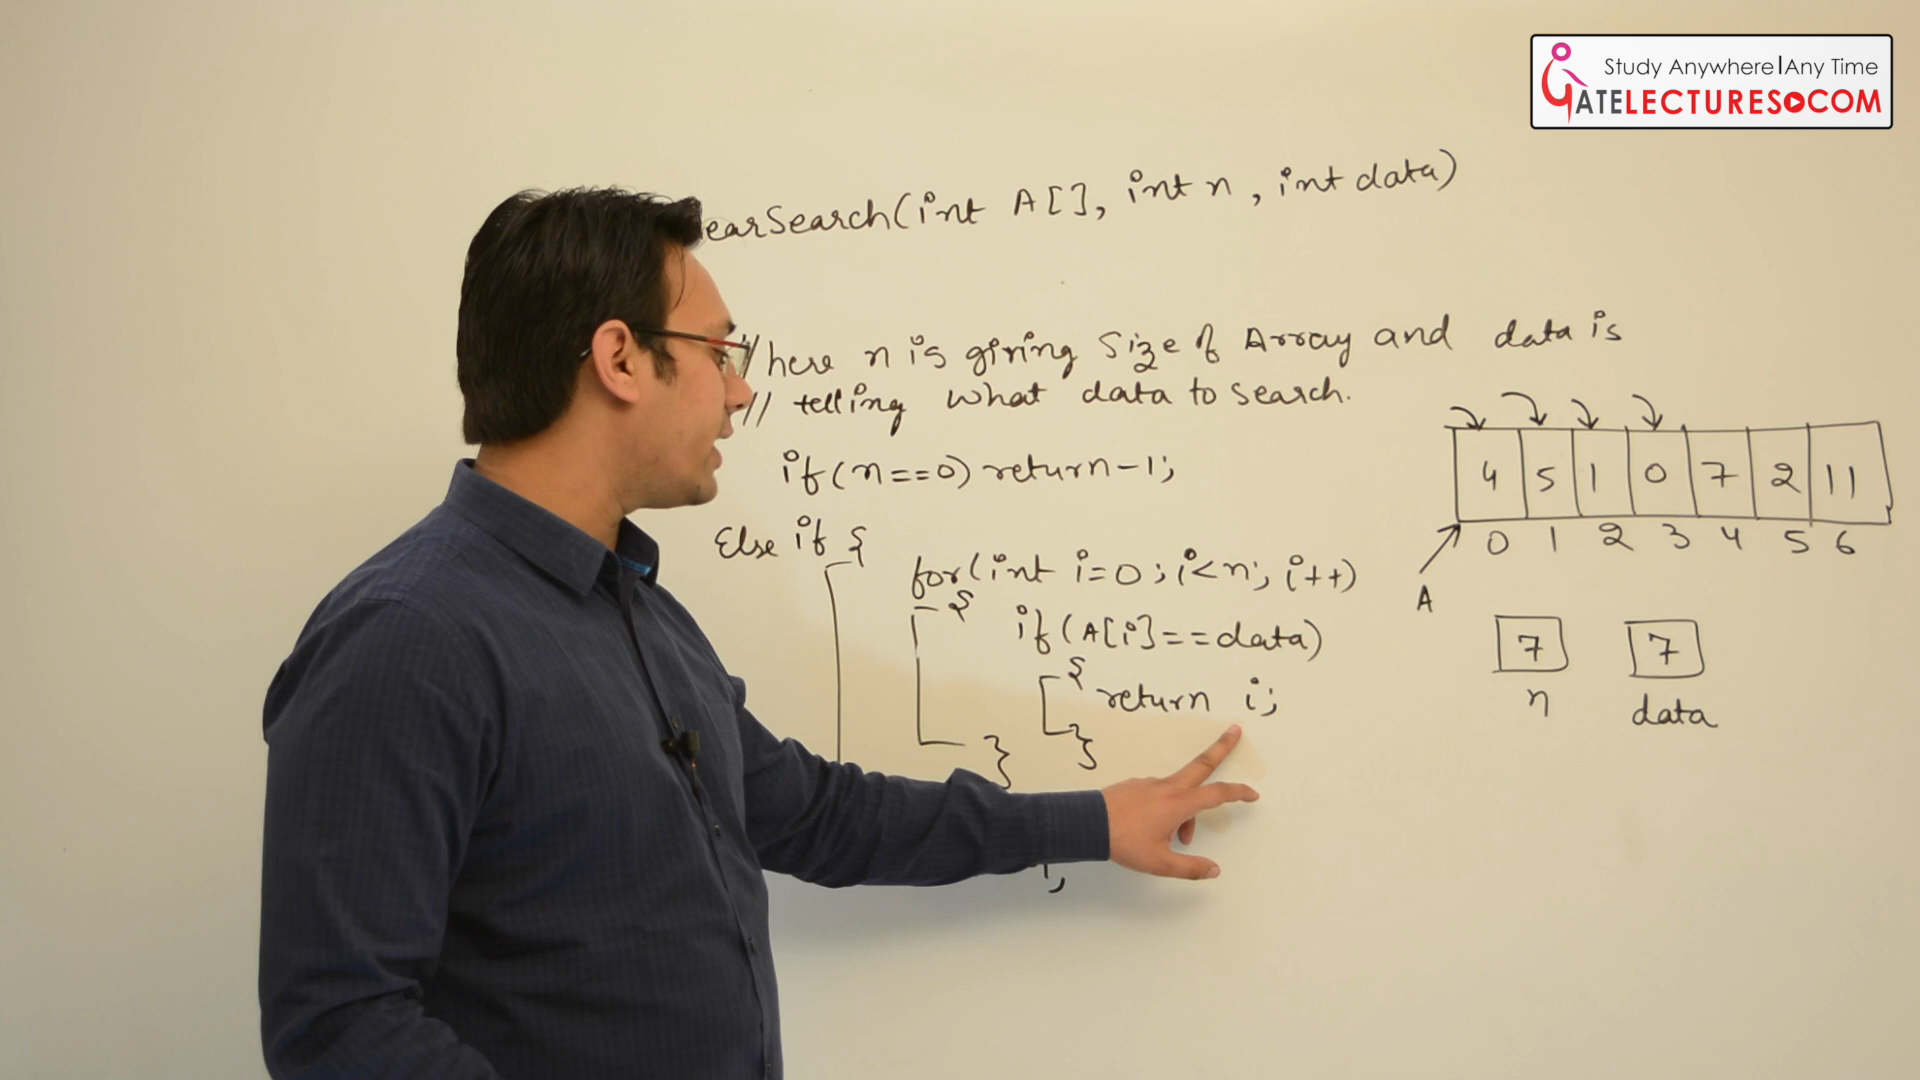 Study Anywhere|Any Time
GATELECTURES.COM
earSearch(int A[], int n, int data)
// here n is giving Size of Array and data is
// telling what data to search.
if(n==0) return -1;
Else if {
for(int i=0; i<n; i++)
{ if(A[i]==data)
{ return i;
}
}
4 5 1 0 7 2 11
0 1 2 3 4 5 6
A
7 7
n data